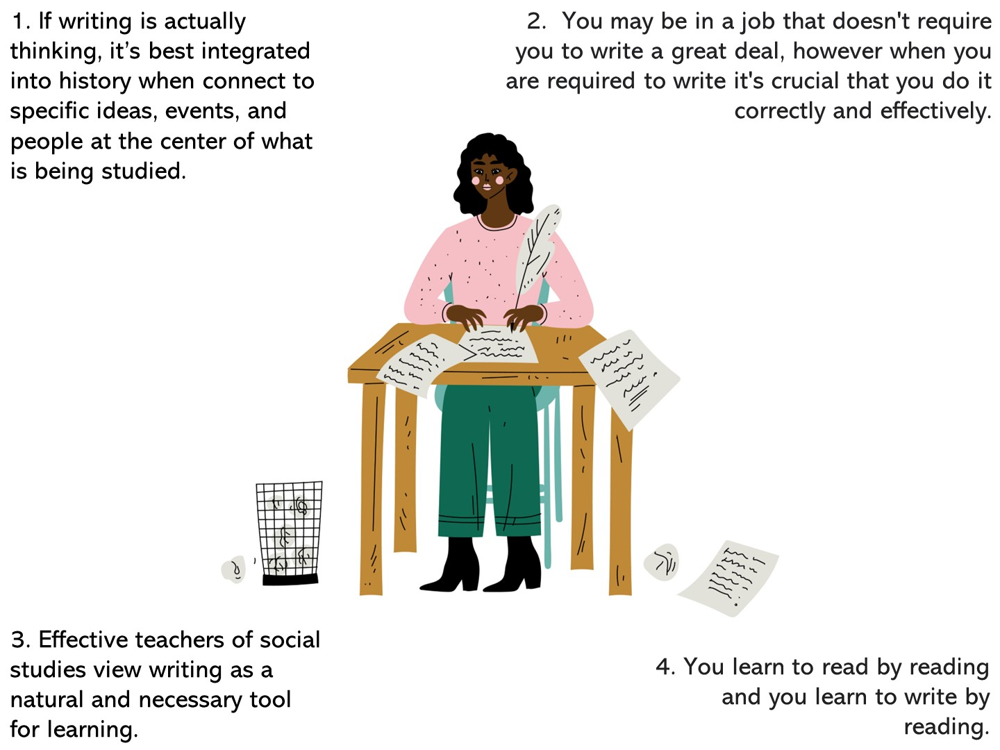 1. If writing is actually
thinking, it’s best integrated
into history when connect to
specific ideas, events, and
people at the center of what
is being studied.
2.  You may be in a job that doesn't require
you to write a great deal, however when you
are required to write it's crucial that you do it
correctly and effectively.
3. Effective teachers of social
studies view writing as a
natural and necessary tool
for learning.
4. You learn to read by reading
and you learn to write by
reading.